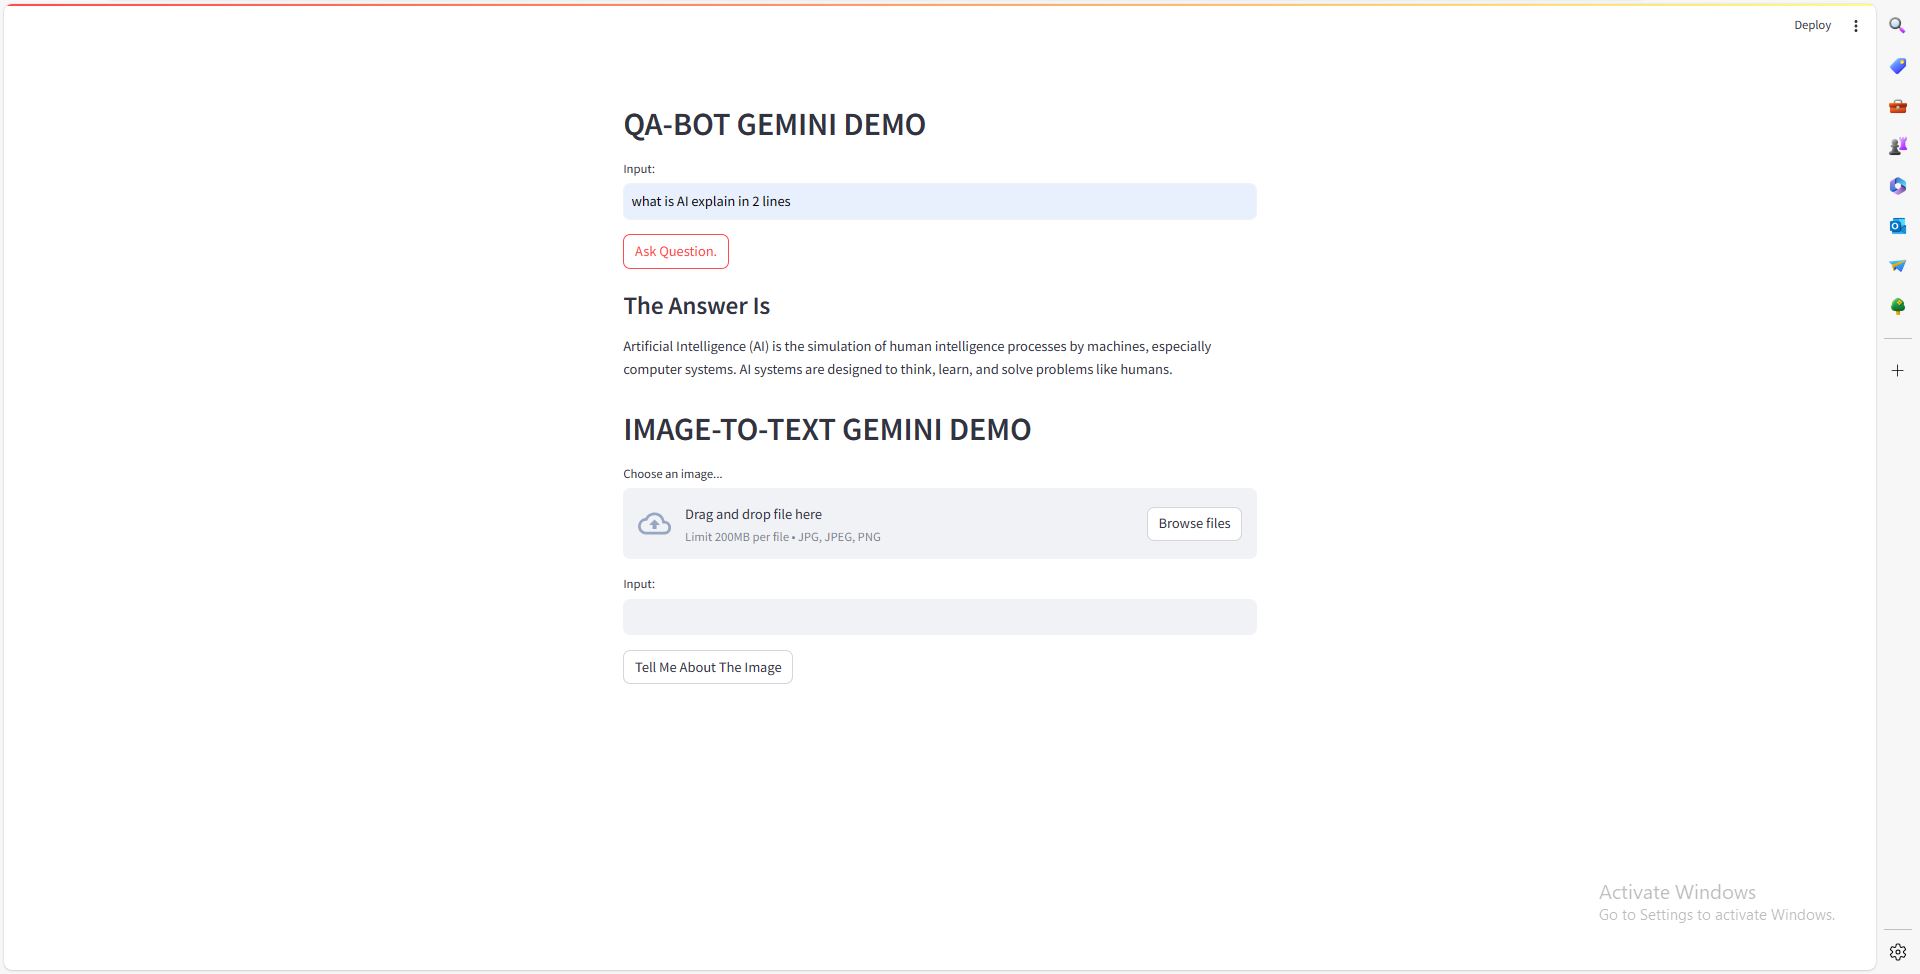 Deploy
QA-BOT GEMINI DEMO
Input:
what is AI explain in 2 lines
Ask Question.
The Answer Is
Artificial Intelligence (AI) is the simulation of human intelligence processes by machines, especially
computer systems. AI systems are designed to think, learn, and solve problems like humans.
IMAGE-TO-TEXT GEMINI DEMO
Choose an image...
Drag and drop file here
Browse files
Limit 200MB per file • JPG, JPEG, PNG
Input:
Tell Me About The Image
Activate Windows
Go to Settings to activate Windows.